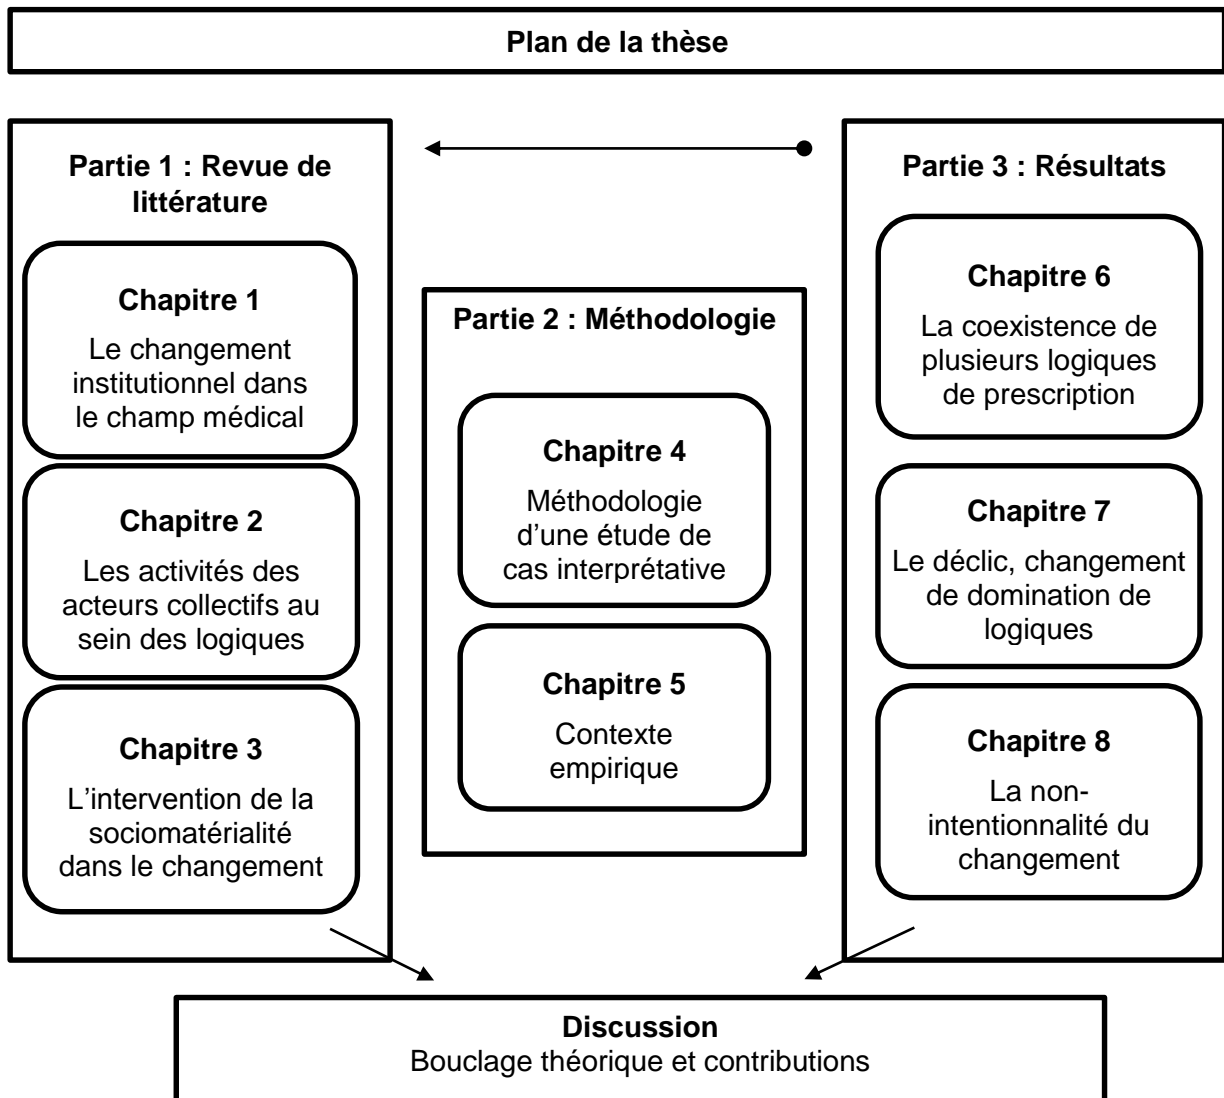 Plan de la thèse
Partie 1 : Revue de
littérature
Chapitre 1
Le changement
institutionnel dans
le champ médical
Chapitre 2
Les activités des
acteurs collectifs au
sein des logiques
Chapitre 3
L’intervention de la
sociomatérialité
dans le changement
Partie 2 : Méthodologie
Chapitre 4
Méthodologie
d’une étude de
cas interprétative
Chapitre 5
Contexte
empirique
Partie 3 : Résultats
Chapitre 6
La coexistence de
plusieurs logiques
de prescription
Chapitre 7
Le déclic, changement
de domination de
logiques
Chapitre 8
La non-
intentionnalité du
changement
Discussion
Bouclage théorique et contributions